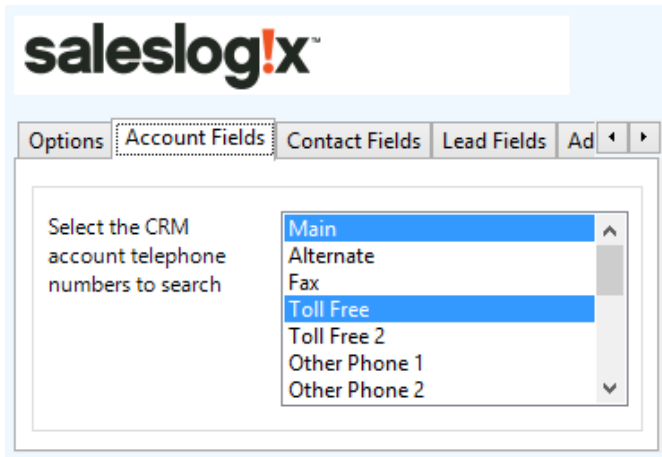 saleslog!x™
Options Account Fields Contact Fields Lead Fields Ad
Select the CRM
account telephone
numbers to search
Main
Alternate
Fax
Toll Free
Toll Free 2
Other Phone 1
Other Phone 2